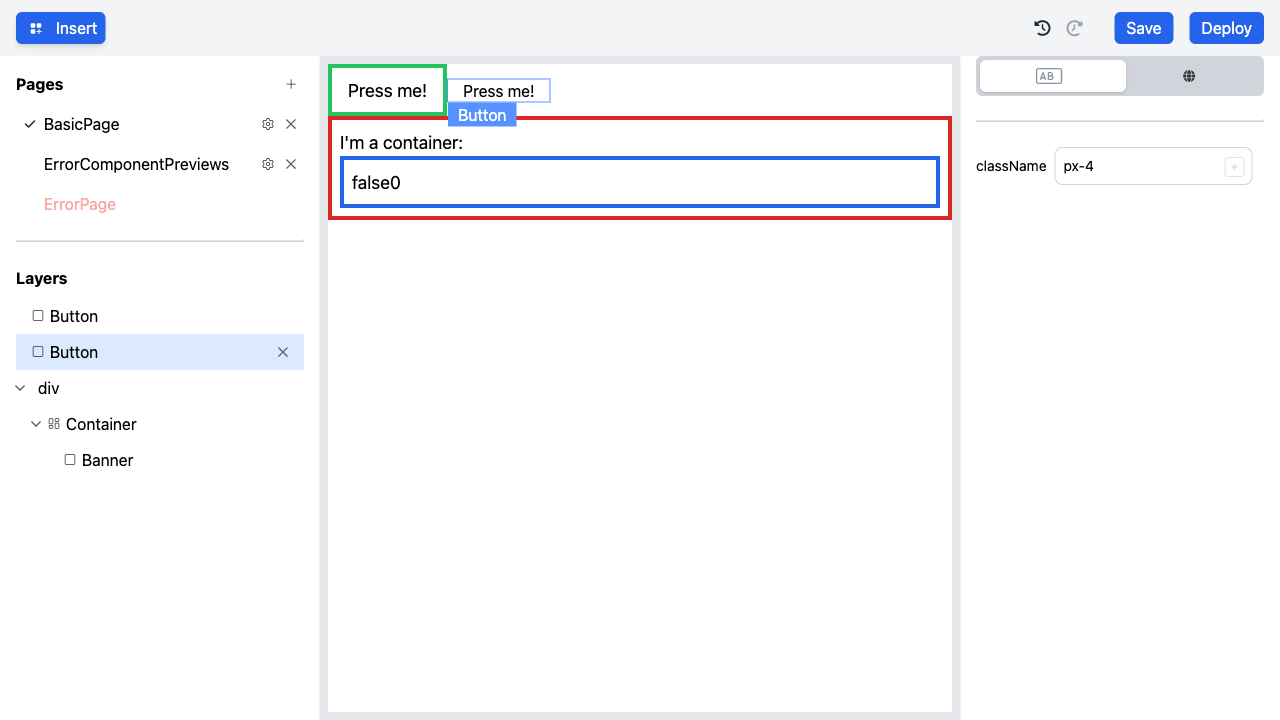 Insert
Save
Deploy
Pages
BasicPage
ErrorComponentPreviews
ErrorPage
Layers
Button
Button
div
Container
Banner
Press me!
Press me!
Button
I'm a container:
false0
AB
className
px-4